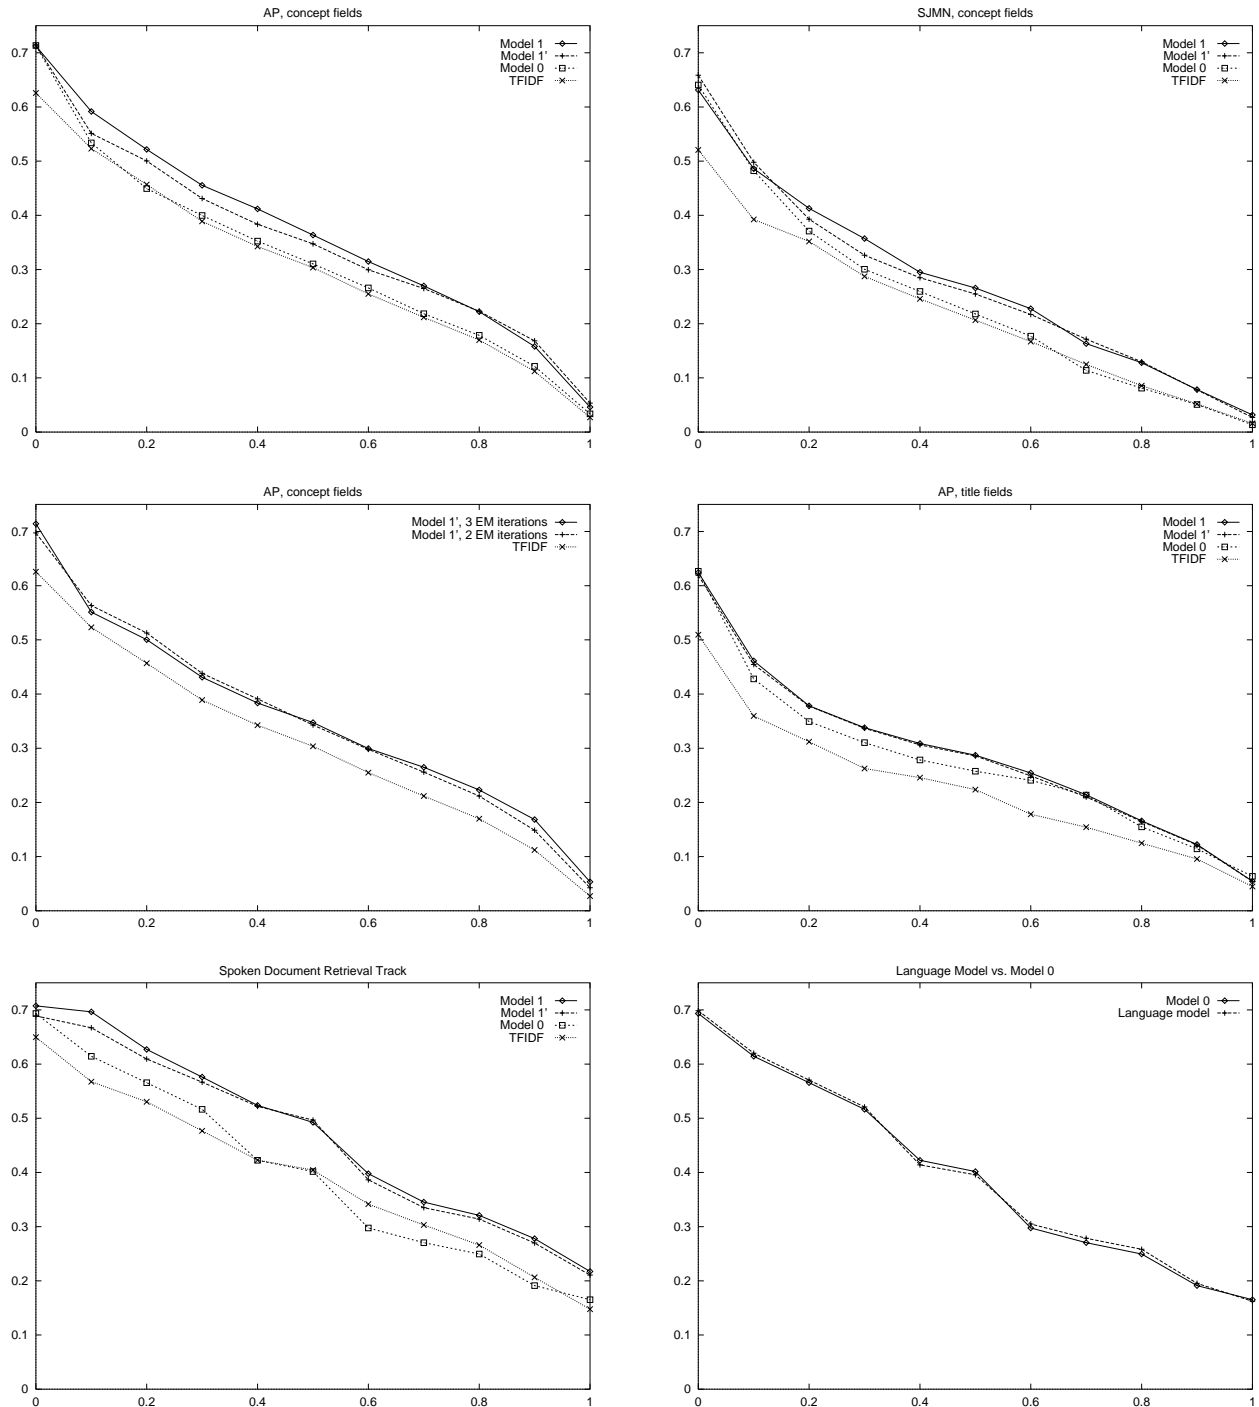 AP, concept fields
Model 1
Model 1'
Model 0
TFIDF
0.7
0.6
0.5
0.4
0.3
0.2
0.1
0
0 0.2 0.4 0.6 0.8 1
SJMN, concept fields
Model 1
Model 1'
Model 0
TFIDF
0.7
0.6
0.5
0.4
0.3
0.2
0.1
0
0 0.2 0.4 0.6 0.8 1
AP, concept fields
Model 1', 3 EM iterations
Model 1', 2 EM iterations
TFIDF
0.7
0.6
0.5
0.4
0.3
0.2
0.1
0
0 0.2 0.4 0.6 0.8 1
AP, title fields
Model 1
Model 1'
Model 0
TFIDF
0.7
0.6
0.5
0.4
0.3
0.2
0.1
0
0 0.2 0.4 0.6 0.8 1
Spoken Document Retrieval Track
Model 1
Model 1'
Model 0
TFIDF
0.7
0.6
0.5
0.4
0.3
0.2
0.1
0
0 0.2 0.4 0.6 0.8 1
Language Model vs. Model 0
Model 0
Language model
0.7
0.6
0.5
0.4
0.3
0.2
0.1
0
0 0.2 0.4 0.6 0.8 1